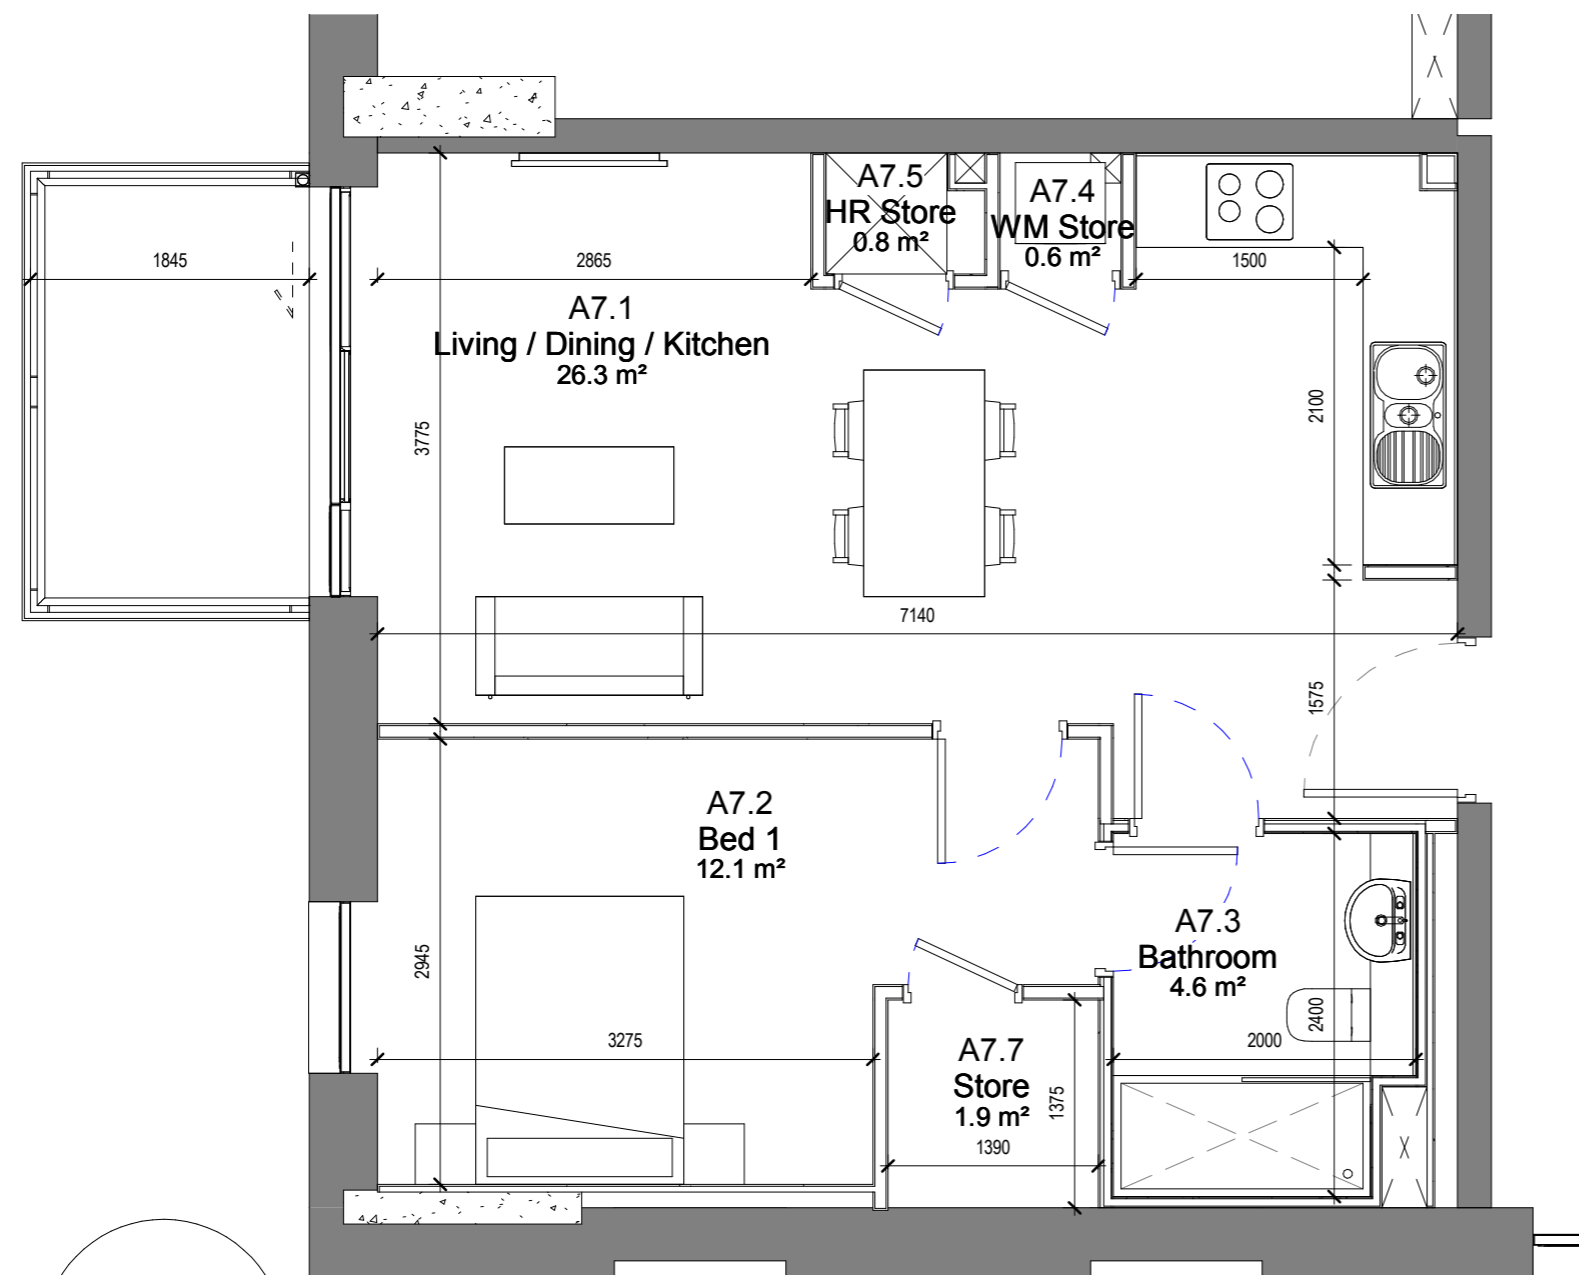 A7.5
HR Store
0.8 m²
A7.4
WM Store
0.6 m²
1845
2865
1500
A7.1
Living / Dining / Kitchen
26.3 m²
3775
2100
7140
1575
A7.2
Bed 1
12.1 m²
2945
A7.3
Bathroom
4.6 m²
2400
3275
2000
A7.7
Store
1.9 m²
1375
1390